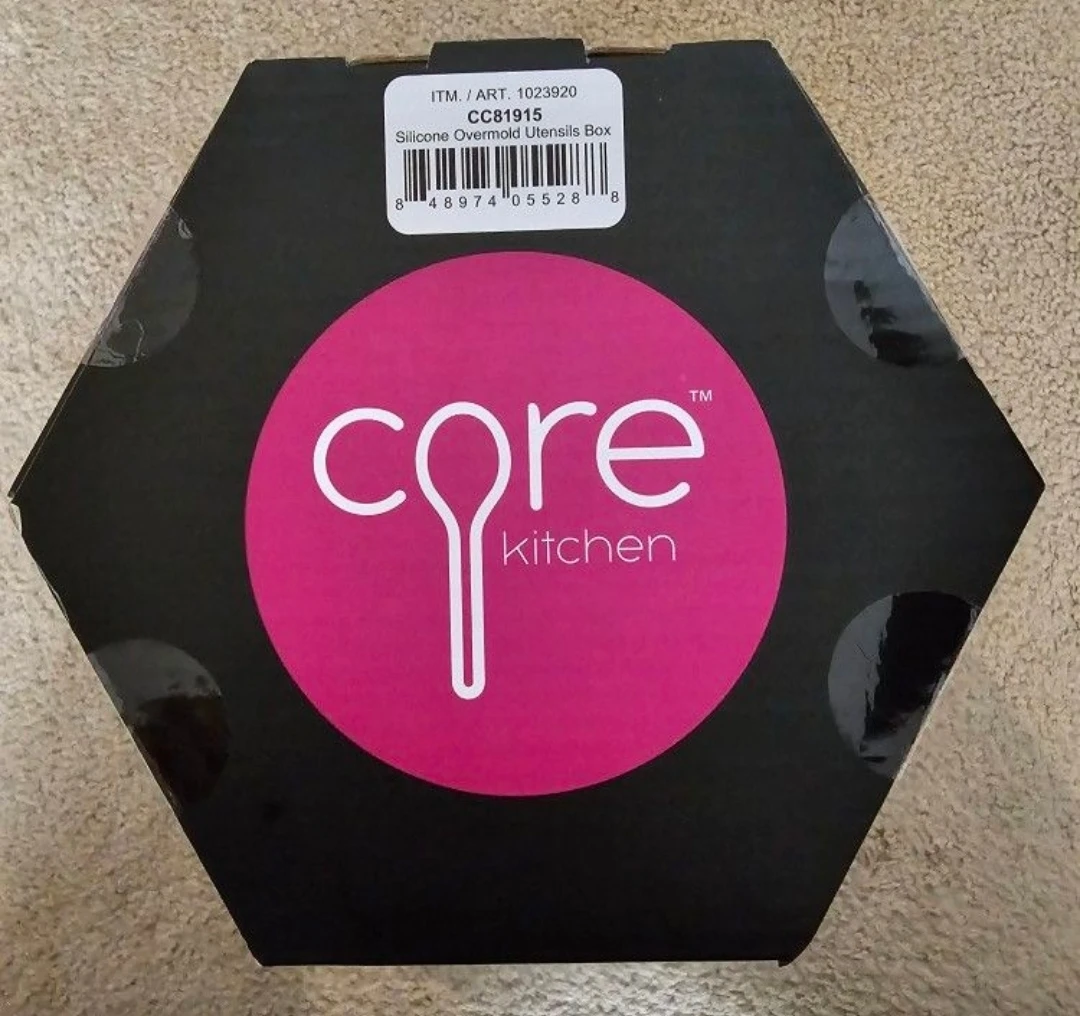 ITM. / ART. 1023920
CC81915
Silicone Overmold Utensils Box
8 48974 05528 8
core™
kitchen